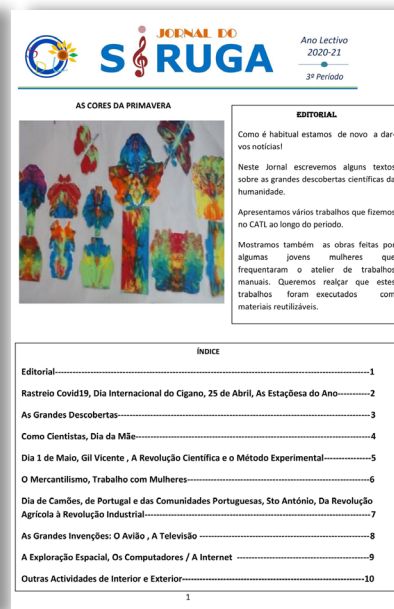 JORNAL DO
SIRUGA
Ano Lectivo
2020-21
3º Periodo
AS CORES DA PRIMAVERA
EDITORIAL
Como é habitual estamos de novo a dar-
vos notícias!
Neste Jornal escrevemos alguns textos
sobre as grandes descobertas científicas da
humanidade.
Apresentamos vários trabalhos que fizemos
no CATL ao longo do periodo.
Mostramos também as obras feitas por
algumas jovens mulheres que
frequentaram o atelier de trabalhos
manuais. Queremos realçar que estes
trabalhos foram executados com
materiais reutilizáveis.
ÍNDICE
Editorial-----1
Rastreio Covid19, Dia Internacional do Cigano, 25 de Abril, As Estaçõesa do Ano-----2
As Grandes Descobertas-----3
Como Cientistas, Dia da Mãe-----4
Dia 1 de Maio, Gil Vicente , A Revolução Científica e o Método Experimental-----5
O Mercantilismo, Trabalho com Mulheres-----6
Dia de Camões, de Portugal e das Comunidades Portuguesas, Sto António, Da Revolução
Agrícola à Revolução Industrial-----7
As Grandes Invenções: O Avião , A Televisão -----8
A Exploração Espacial, Os Computadores / A Internet -----9
Outras Actividades de Interior e Exterior-----10
1